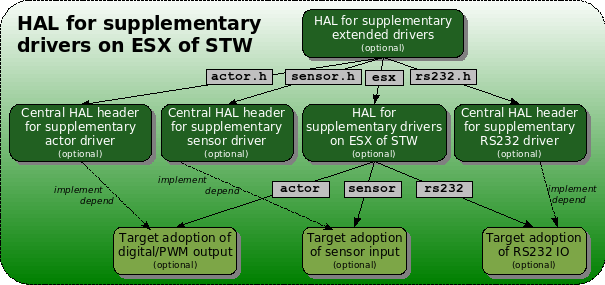 HAL for supplementary
drivers on ESX of STW
HAL for supplementary
extended drivers
(optional)
actor.h
sensor.h
esx
rs232.h
Central HAL header
for supplementary
actor driver
(optional)
Central HAL header
for supplementary
sensor driver
(optional)
HAL for
supplementary drivers
on ESX of STW
(optional)
Central HAL header
for supplementary
RS232 driver
(optional)
implement
depend
implement
depend
implement
depend
actor
sensor
rs232
Target adoption of
digital/PWM output
(optional)
Target adoption
of sensor input
(optional)
Target adoption
of RS232 IO
(optional)